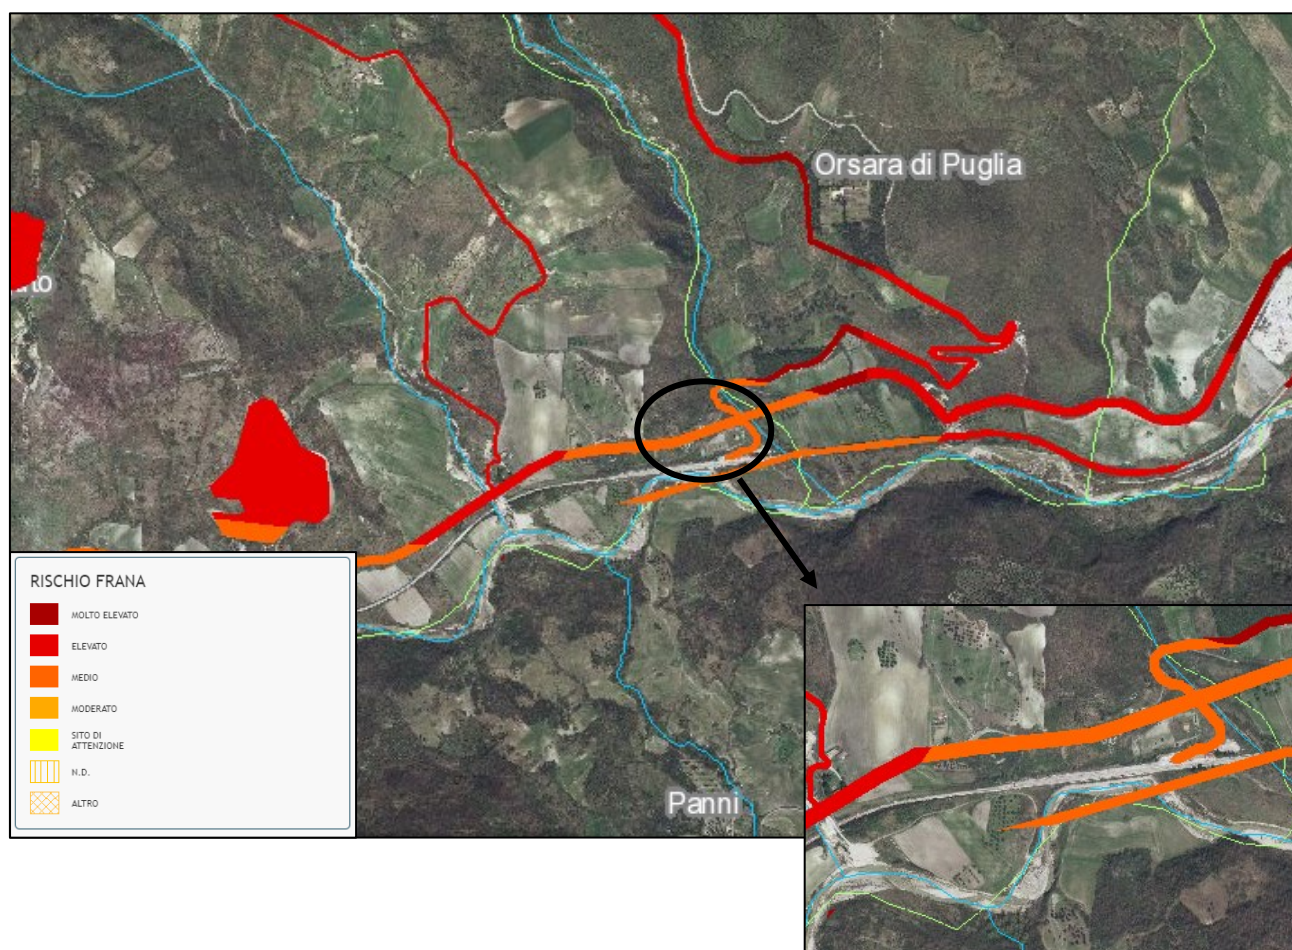 Orsara di Puglia
RISCHIO FRANA
MOLTO ELEVATO
ELEVATO
MEDIO
MODERATO
SITO DI
ATTENZIONE
N.D.
ALTRO
Panni